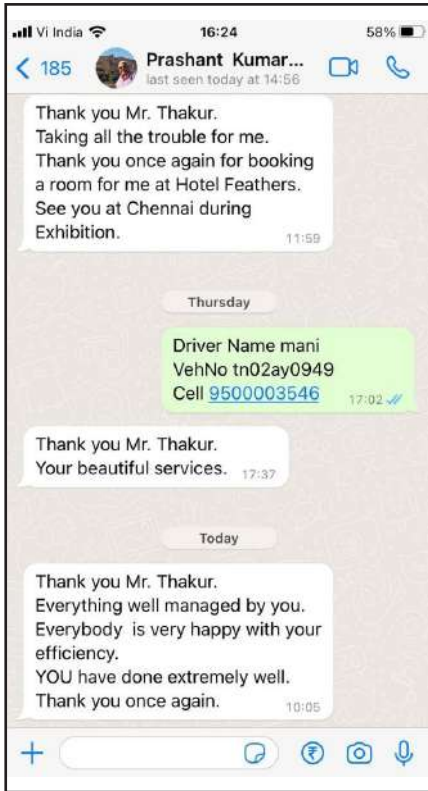 Vi India
16:24
58%
185
Prashant Kumar...
last seen today at 14:56
Thank you Mr. Thakur.
Taking all the trouble for me.
Thank you once again for booking
a room for me at Hotel Feathers.
See you at Chennai during
Exhibition.
11:59
Thursday
Driver Name mani
VehNo tn02ay0949
Cell 9500003546
17:02
Thank you Mr. Thakur.
Your beautiful services.
17:37
Today
Thank you Mr. Thakur.
Everything well managed by you.
Everybody is very happy with your
efficiency.
YOU have done extremely well.
Thank you once again.
10:05
₹